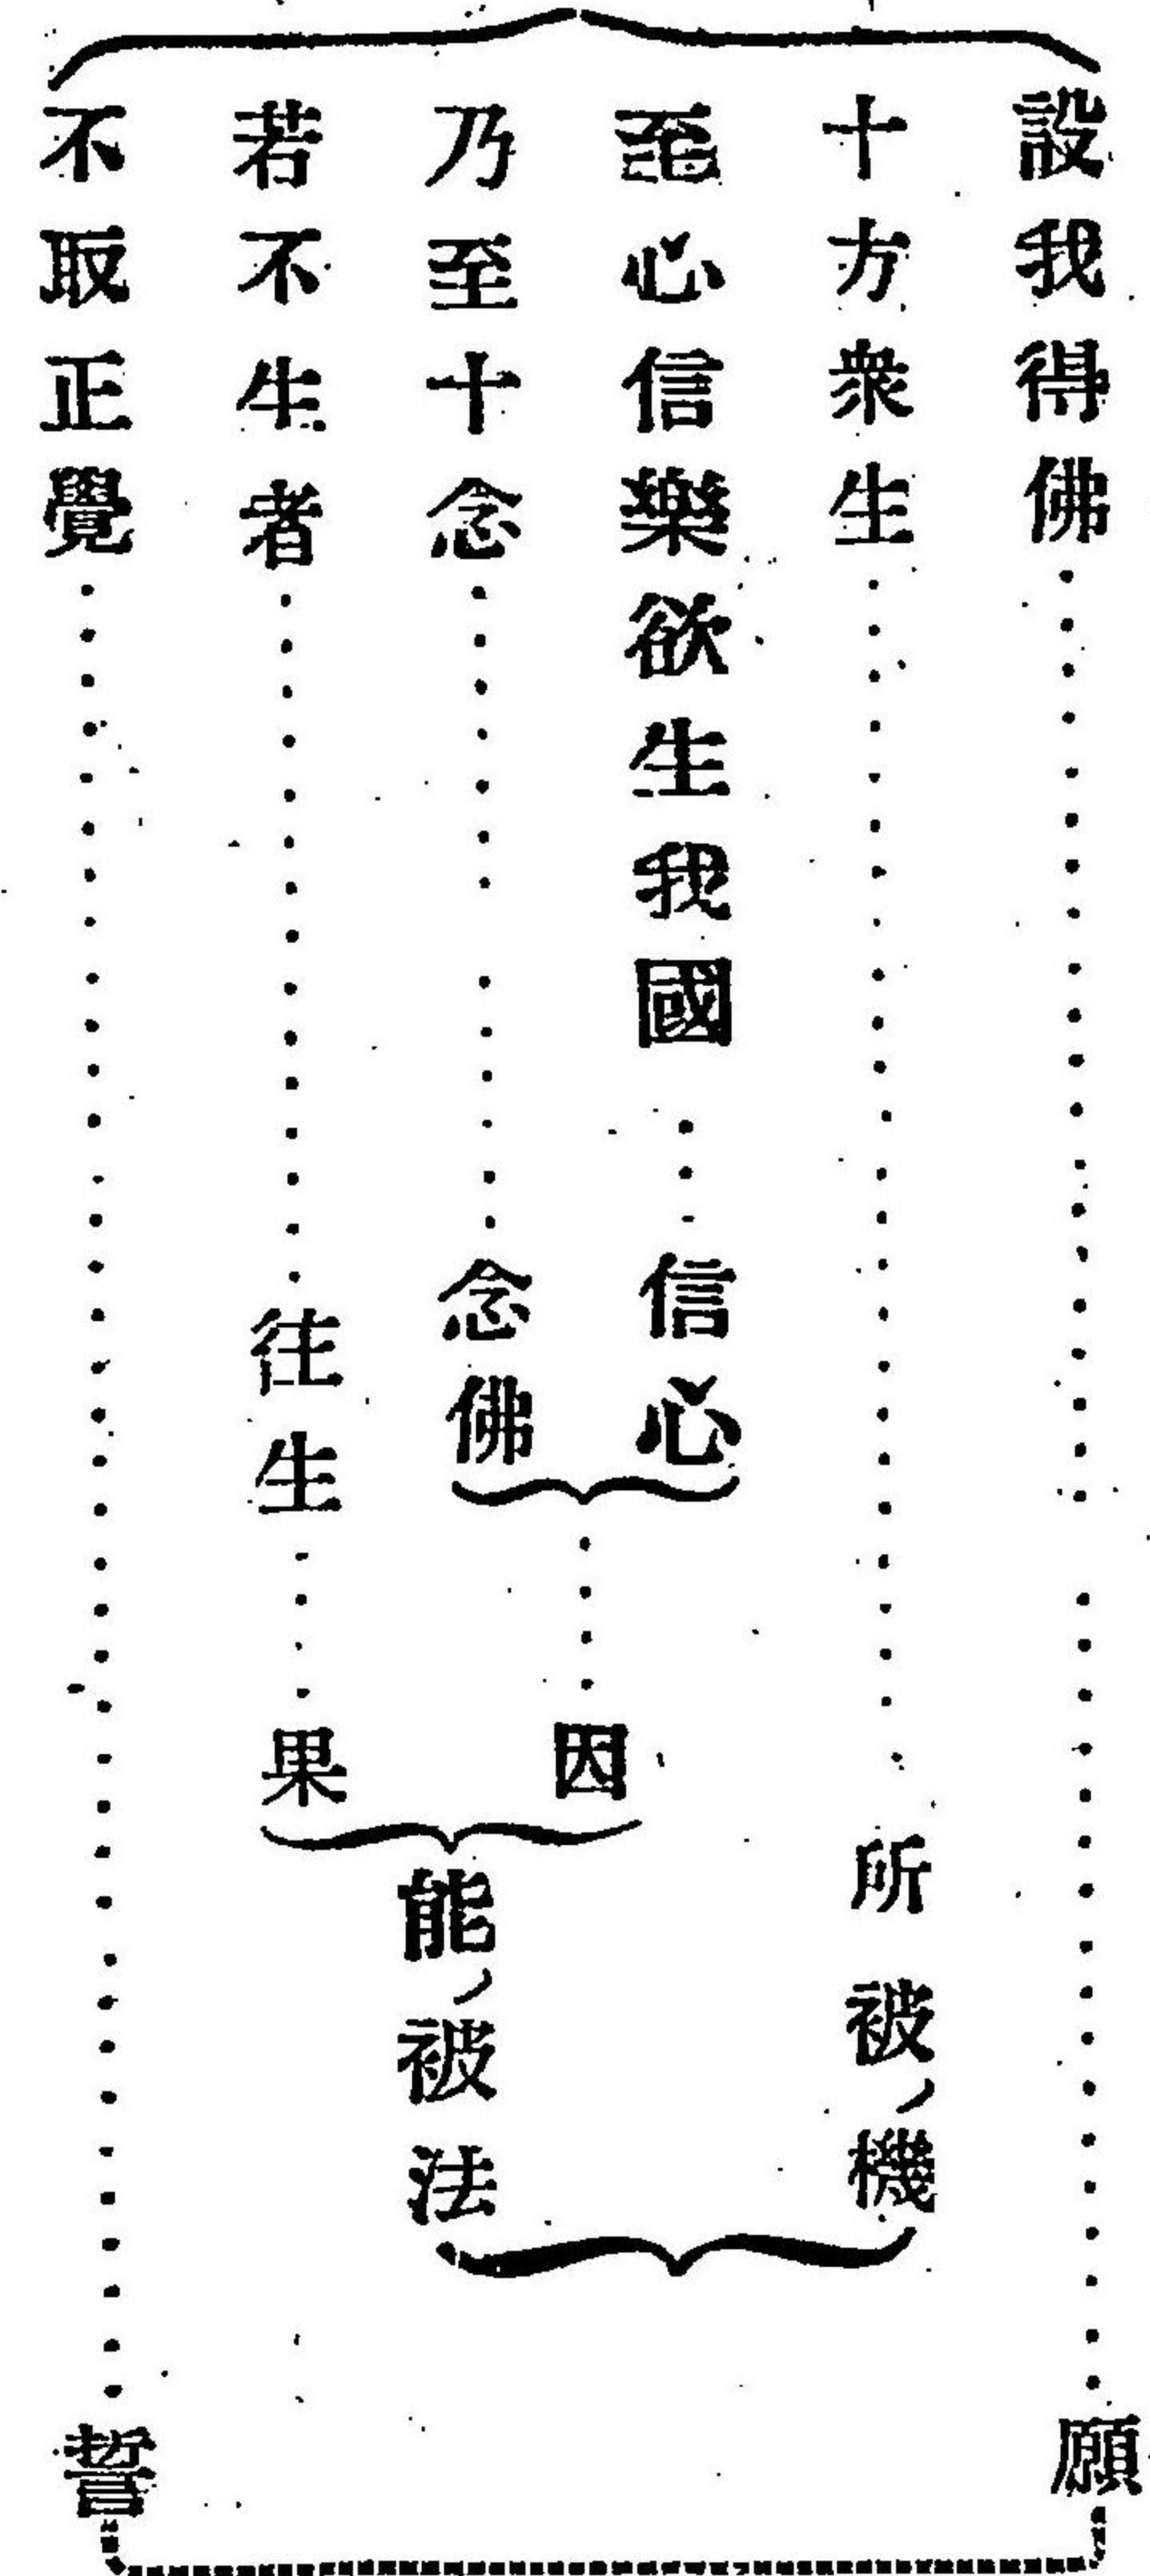 設我得佛……願
十方衆生……所被ノ機
至心信樂欲生我國……信心
乃至十念……念佛
因
若不生者……往生……果
能ノ被法
不取正覺……誓